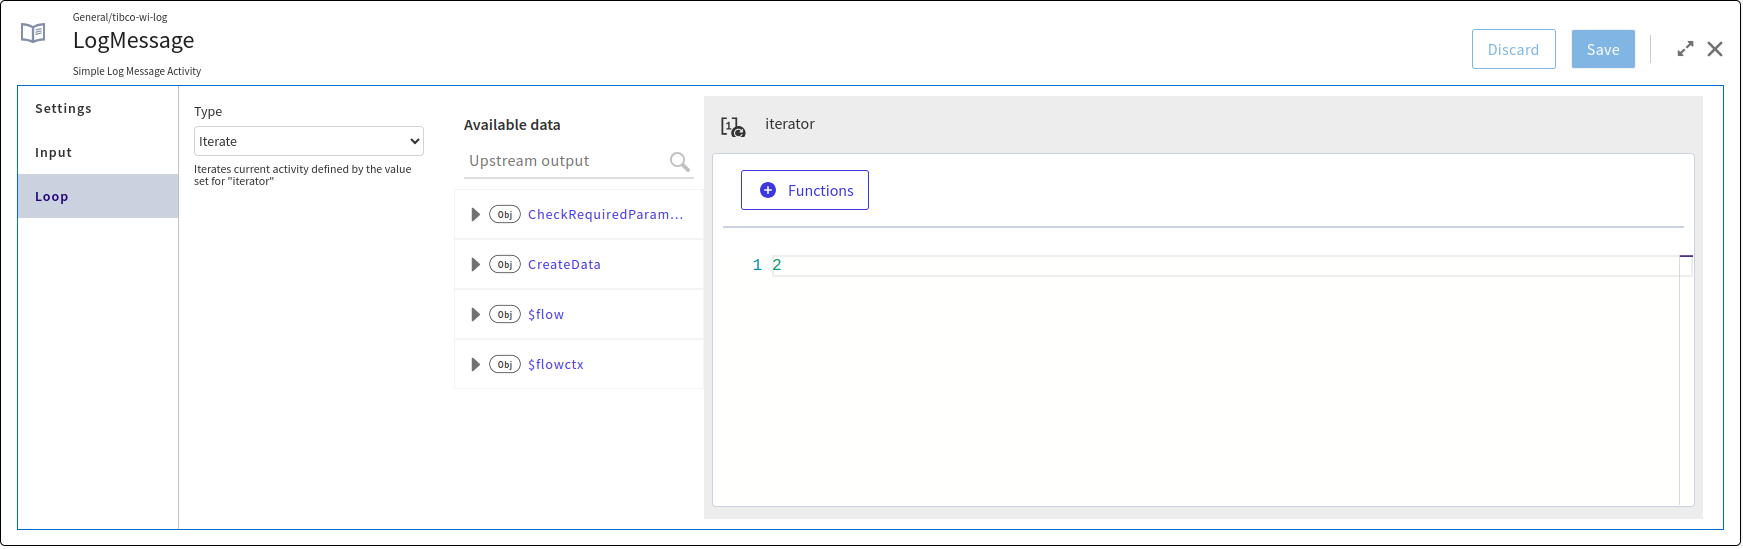 General/tibco-wi-log
LogMessage
Simple Log Message Activity
Discard
Save
Settings
Input
Loop
Type
Iterate
Iterates current activity defined by the value
set for "iterator"
Available data
Upstream output
Obj CheckRequiredParam...
Obj CreateData
Obj $flow
Obj $flowctx
iterator
Functions
1 2